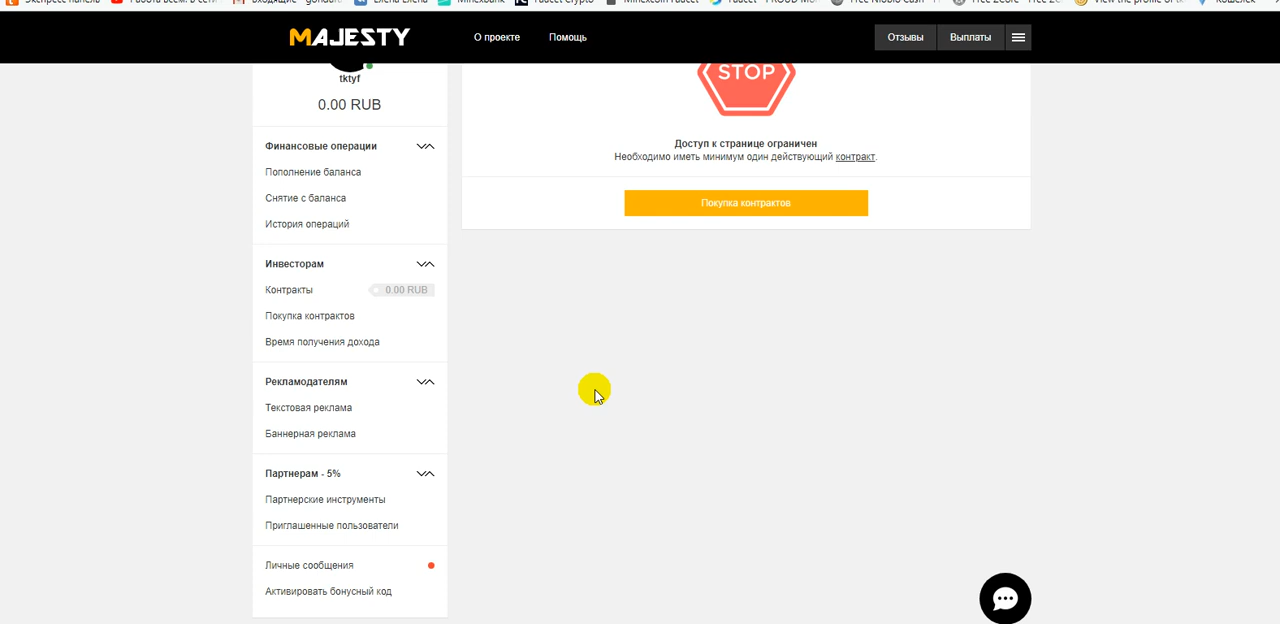 MAJESTY
О проекте
Помощь
Отзывы
Выплаты
tktyf
0.00 RUB
Финансовые операции
Пополнение баланса
Снятие с баланса
История операций
Инвесторам
Контракты
0.00 RUB
Покупка контрактов
Время получения дохода
Рекламодателям
Текстовая реклама
Баннерная реклама
Партнерам - 5%
Партнерские инструменты
Приглашенные пользователи
Личные сообщения
Активировать бонусный код
STOP
Доступ к странице ограничен
Необходимо иметь минимум один действующий контракт.
Покупка контрактов